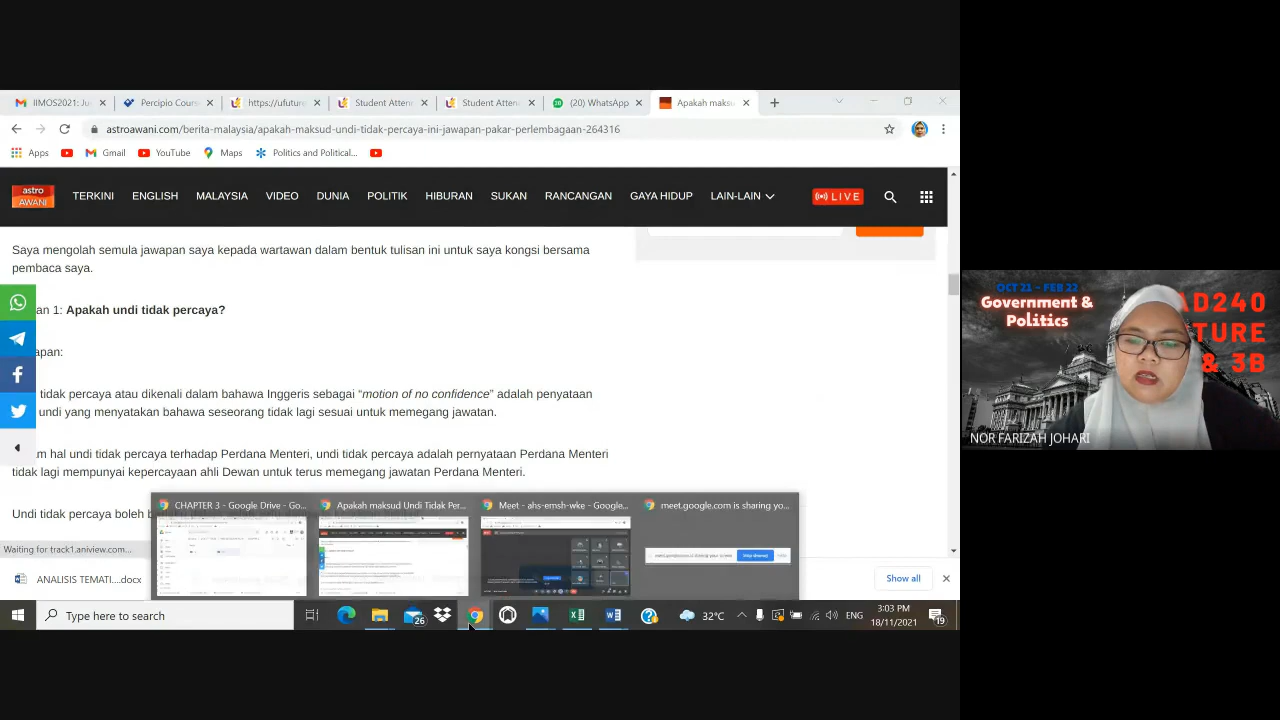 IIMOS2021: Ju
Percipio Cours
https://ufuture
Student Atten
Student Atten
(20) WhatsApp
Apakah maksu
astroawani.com/berita-malaysia/apakah-maksud-undi-tidak-percaya-ini-jawapan-pakar-perlembagaan-264316
Apps
Gmail
YouTube
Maps
Politics and Political...
astro AWANI
TERKINI ENGLISH MALAYSIA VIDEO DUNIA POLITIK HIBURAN SUKAN RANCANGAN GAYA HIDUP LAIN-LAIN
LIVE
Saya mengolah semula jawapan saya kepada wartawan dalam bentuk tulisan ini untuk saya kongsi bersama
pembaca saya.
an 1: Apakah undi tidak percaya?
apan:
tidak percaya atau dikenali dalam bahawa Inggeris sebagai “motion of no confidence” adalah penyataan
undi yang menyatakan bahawa seseorang tidak lagi sesuai untuk memegang jawatan.
m hal undi tidak percaya terhadap Perdana Menteri, undi tidak percaya adalah pernyataan Perdana Menteri
tidak lagi mempunyai kepercayaan ahli Dewan untuk terus memegang jawatan Perdana Menteri.
Undi tidak percaya boleh
CHAPTER 3 - Google Drive - Go...
Apakah maksud Undi Tidak Per...
Meet - ahs-emsh-wke - Google...
meet.google.com is sharing yo...
Stop sharing
Waiting for track1.aniview.com...
ANALISIS TEMATI....docx
Show all
Type here to search
26
32°C
ENG
3:03 PM
18/11/2021
19
OCT 21 – FEB 22
Government &
Politics
AD240
TURE
& 3B
NOR FARIZAH JOHARI